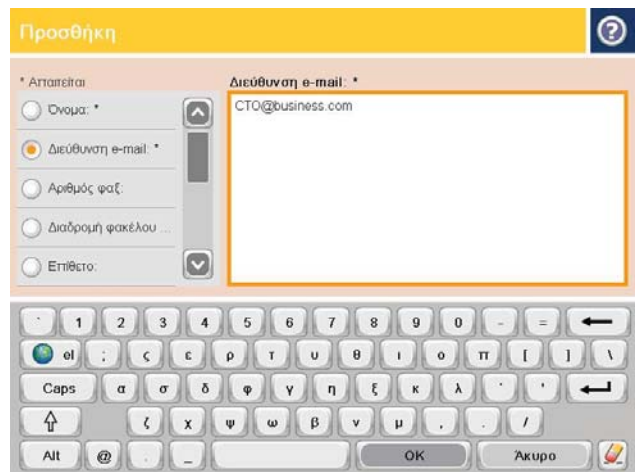 Προσθήκη
?
* Απαιτείται
Διεύθυνση e-mail: *
Όνομα: *
CTO@business.com
Διεύθυνση e-mail: *
Αριθμός φαξ:
Διαδρομή φακέλου ...
Επίθετο:
` 1 2 3 4 5 6 7 8 9 0 - =
el ; ς ε ρ τ υ θ ι ο π [ ] \
Caps α σ δ φ γ η ξ κ λ ΄ '
ζ χ ψ ω β ν μ , . /
Alt @ . _ OK Άκυρο